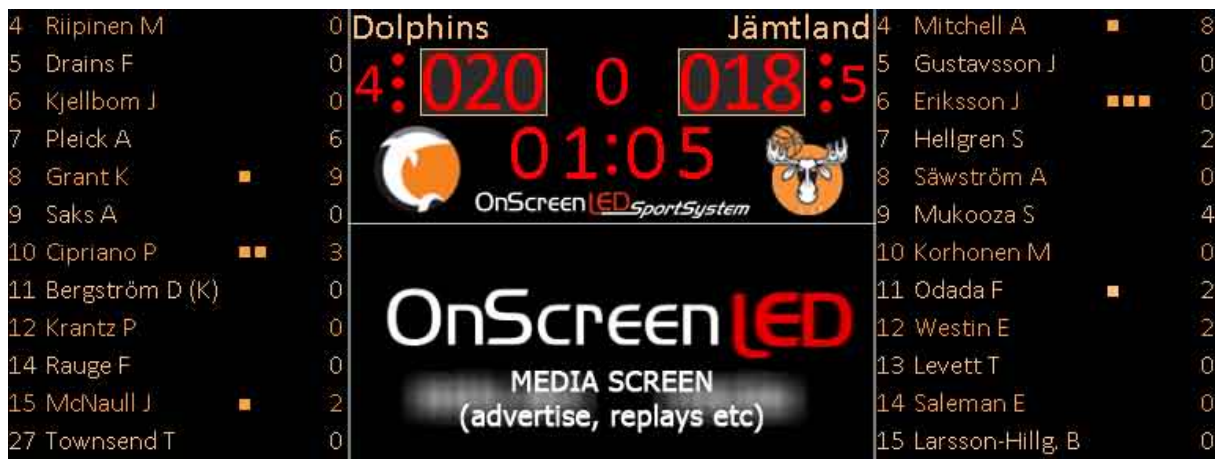 4 Riipinen M 0
5 Drains F 0
6 Kjellbom J 0
7 Pleick A 6
8 Grant K 9
9 Saks A 0
10 Cipriano P 3
11 Bergström D (K) 0
12 Krantz P 0
14 Rauge F 0
15 McNaull J 2
27 Townsend T 0
Dolphins Jämtland
4 020 0 018 5
01:05
OnScreen LED SportSystem
OnScreen LED
MEDIA SCREEN
(advertise, replays etc)
4 Mitchell A 8
5 Gustavsson J 0
6 Eriksson J 0
7 Hellgren S 2
8 Säwström A 0
9 Mukooza S 4
10 Korhonen M 0
11 Odada F 2
12 Westin E 2
13 Levett T 0
14 Saleman E 0
15 Larsson-Hillg. B 0